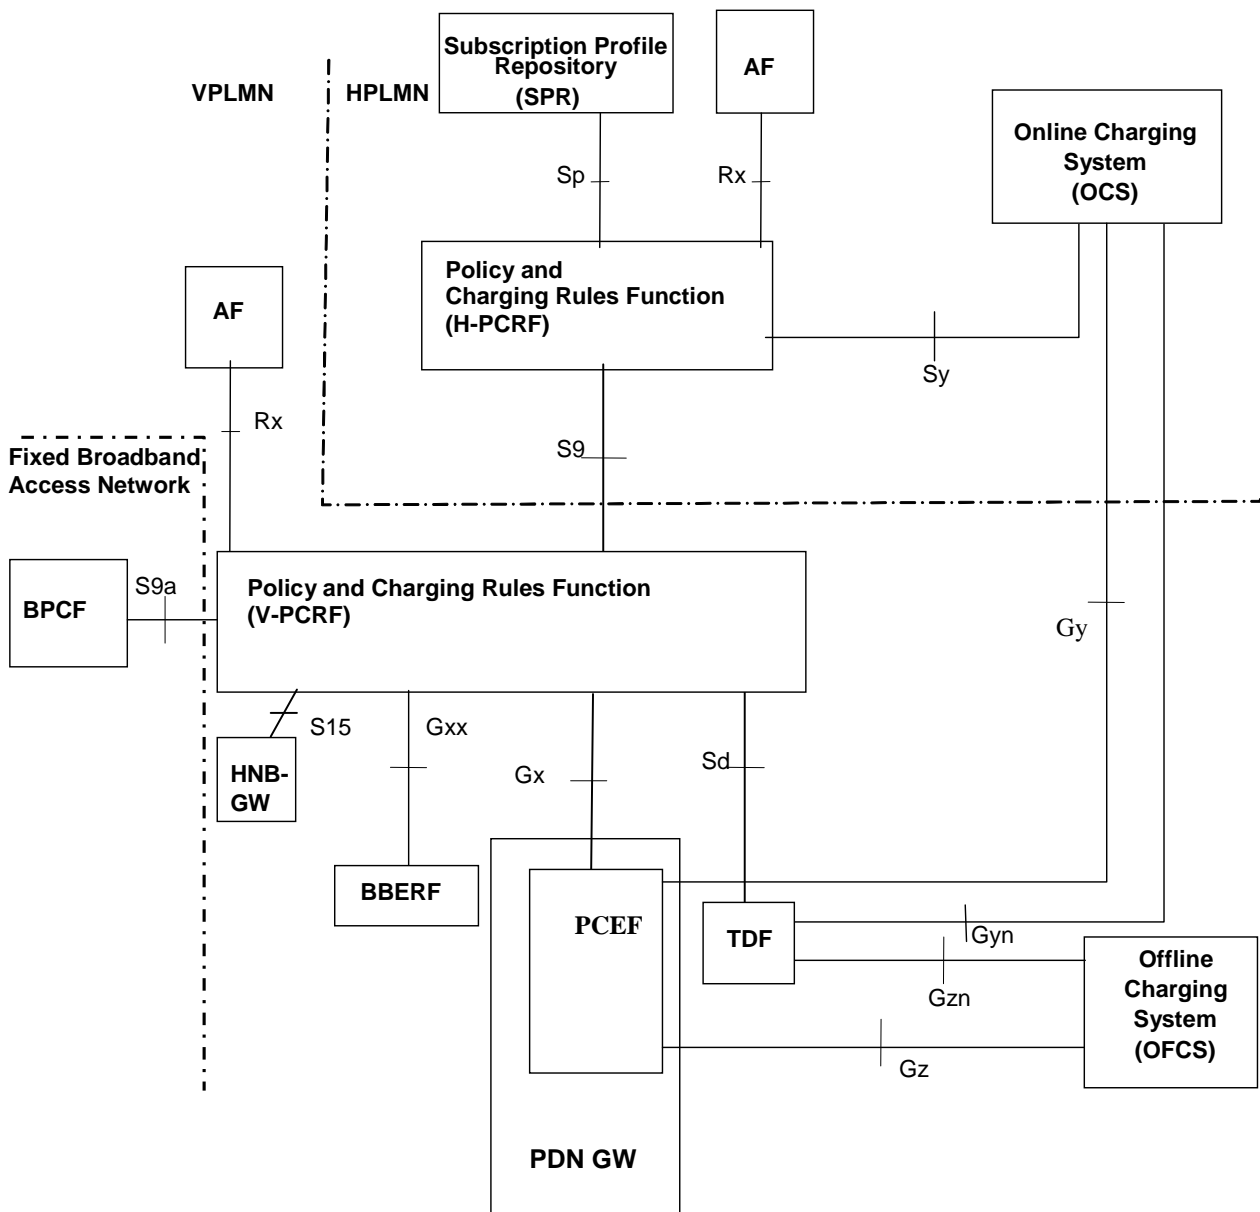 Subscription Profile
Repository
(SPR)
AF
VPLMN
HPLMN
Online Charging
System
(OCS)
Sp
Rx
Policy and
Charging Rules Function
(H-PCRF)
AF
Sy
Rx
S9
Fixed Broadband
Access Network
S9a
BPCF
Policy and Charging Rules Function
(V-PCRF)
Gy
S15
Gxx
Gx
Sd
HNB-
GW
BBERF
PCEF
TDF
Gyn
Gzn
Offline
Charging
System
(OFCS)
Gz
PDN GW